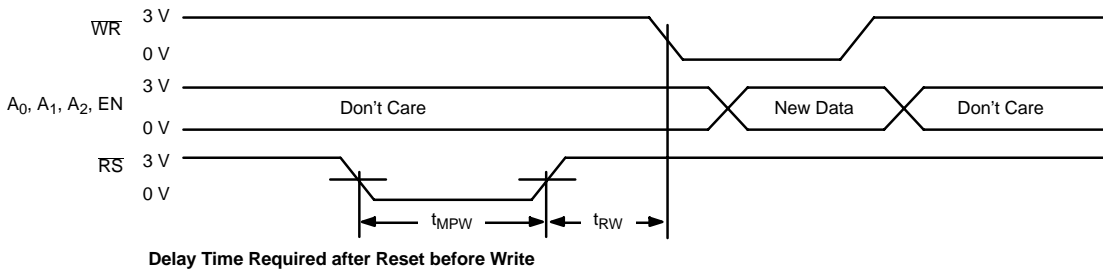 WR 3 V
0 V
A0, A1, A2, EN 3 V Don't Care New Data Don't Care
0 V
RS 3 V
0 V
tMPW tRW
Delay Time Required after Reset before Write